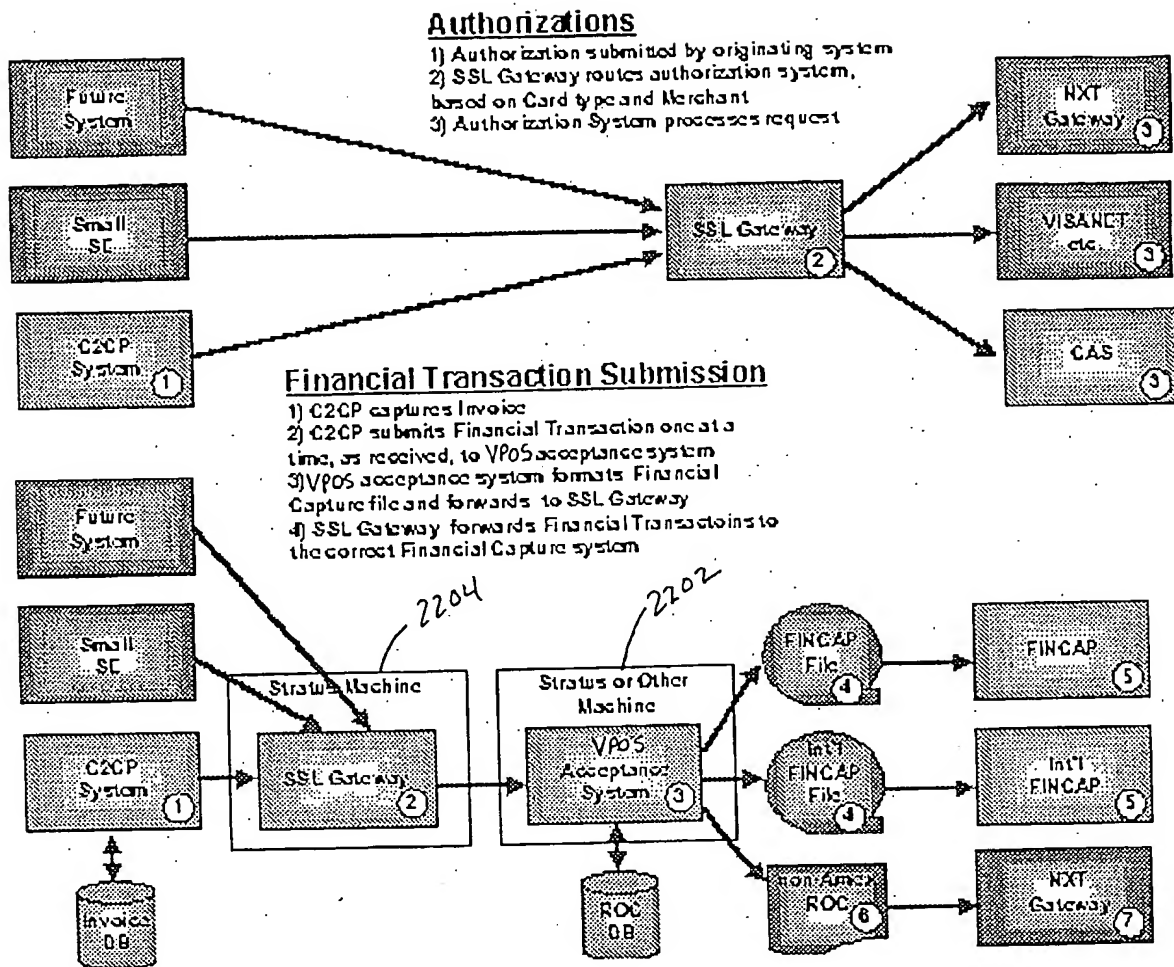 Authorizations
1) Authorization submitted by originating system
2) SSL Gateway routes authorization system,
based on Card type and Merchant
3) Authorization System processes request
Future
System
Small
SE
C2CP
System
1
SSL Gateway
2
NXT
Gateway
3
VISANET
etc
3
CAS
3
Financial Transaction Submission
1) C2CP captures Invoice
2) C2CP submits Financial Transaction one at a
time, as received, to VPOS acceptance system
3) VPOS acceptance system formats Financial
Capture file and forwards to SSL Gateway
4) SSL Gateway forwards Financial Transactoins to
the correct Financial Capture system
Future
System
Small
SE
C2CP
System
1
Invoice
DB
2204
Stratus Machine
SSL Gateway
2
2202
Stratus or Other
Machine
VPOS
Acceptance
System
3
ROC
DB
FINCAP
File
4
Int'l
FINCAP
File
4
non-Amex
ROC
6
FINCAP
5
Int'l
FINCAP
5
NXT
Gateway
7